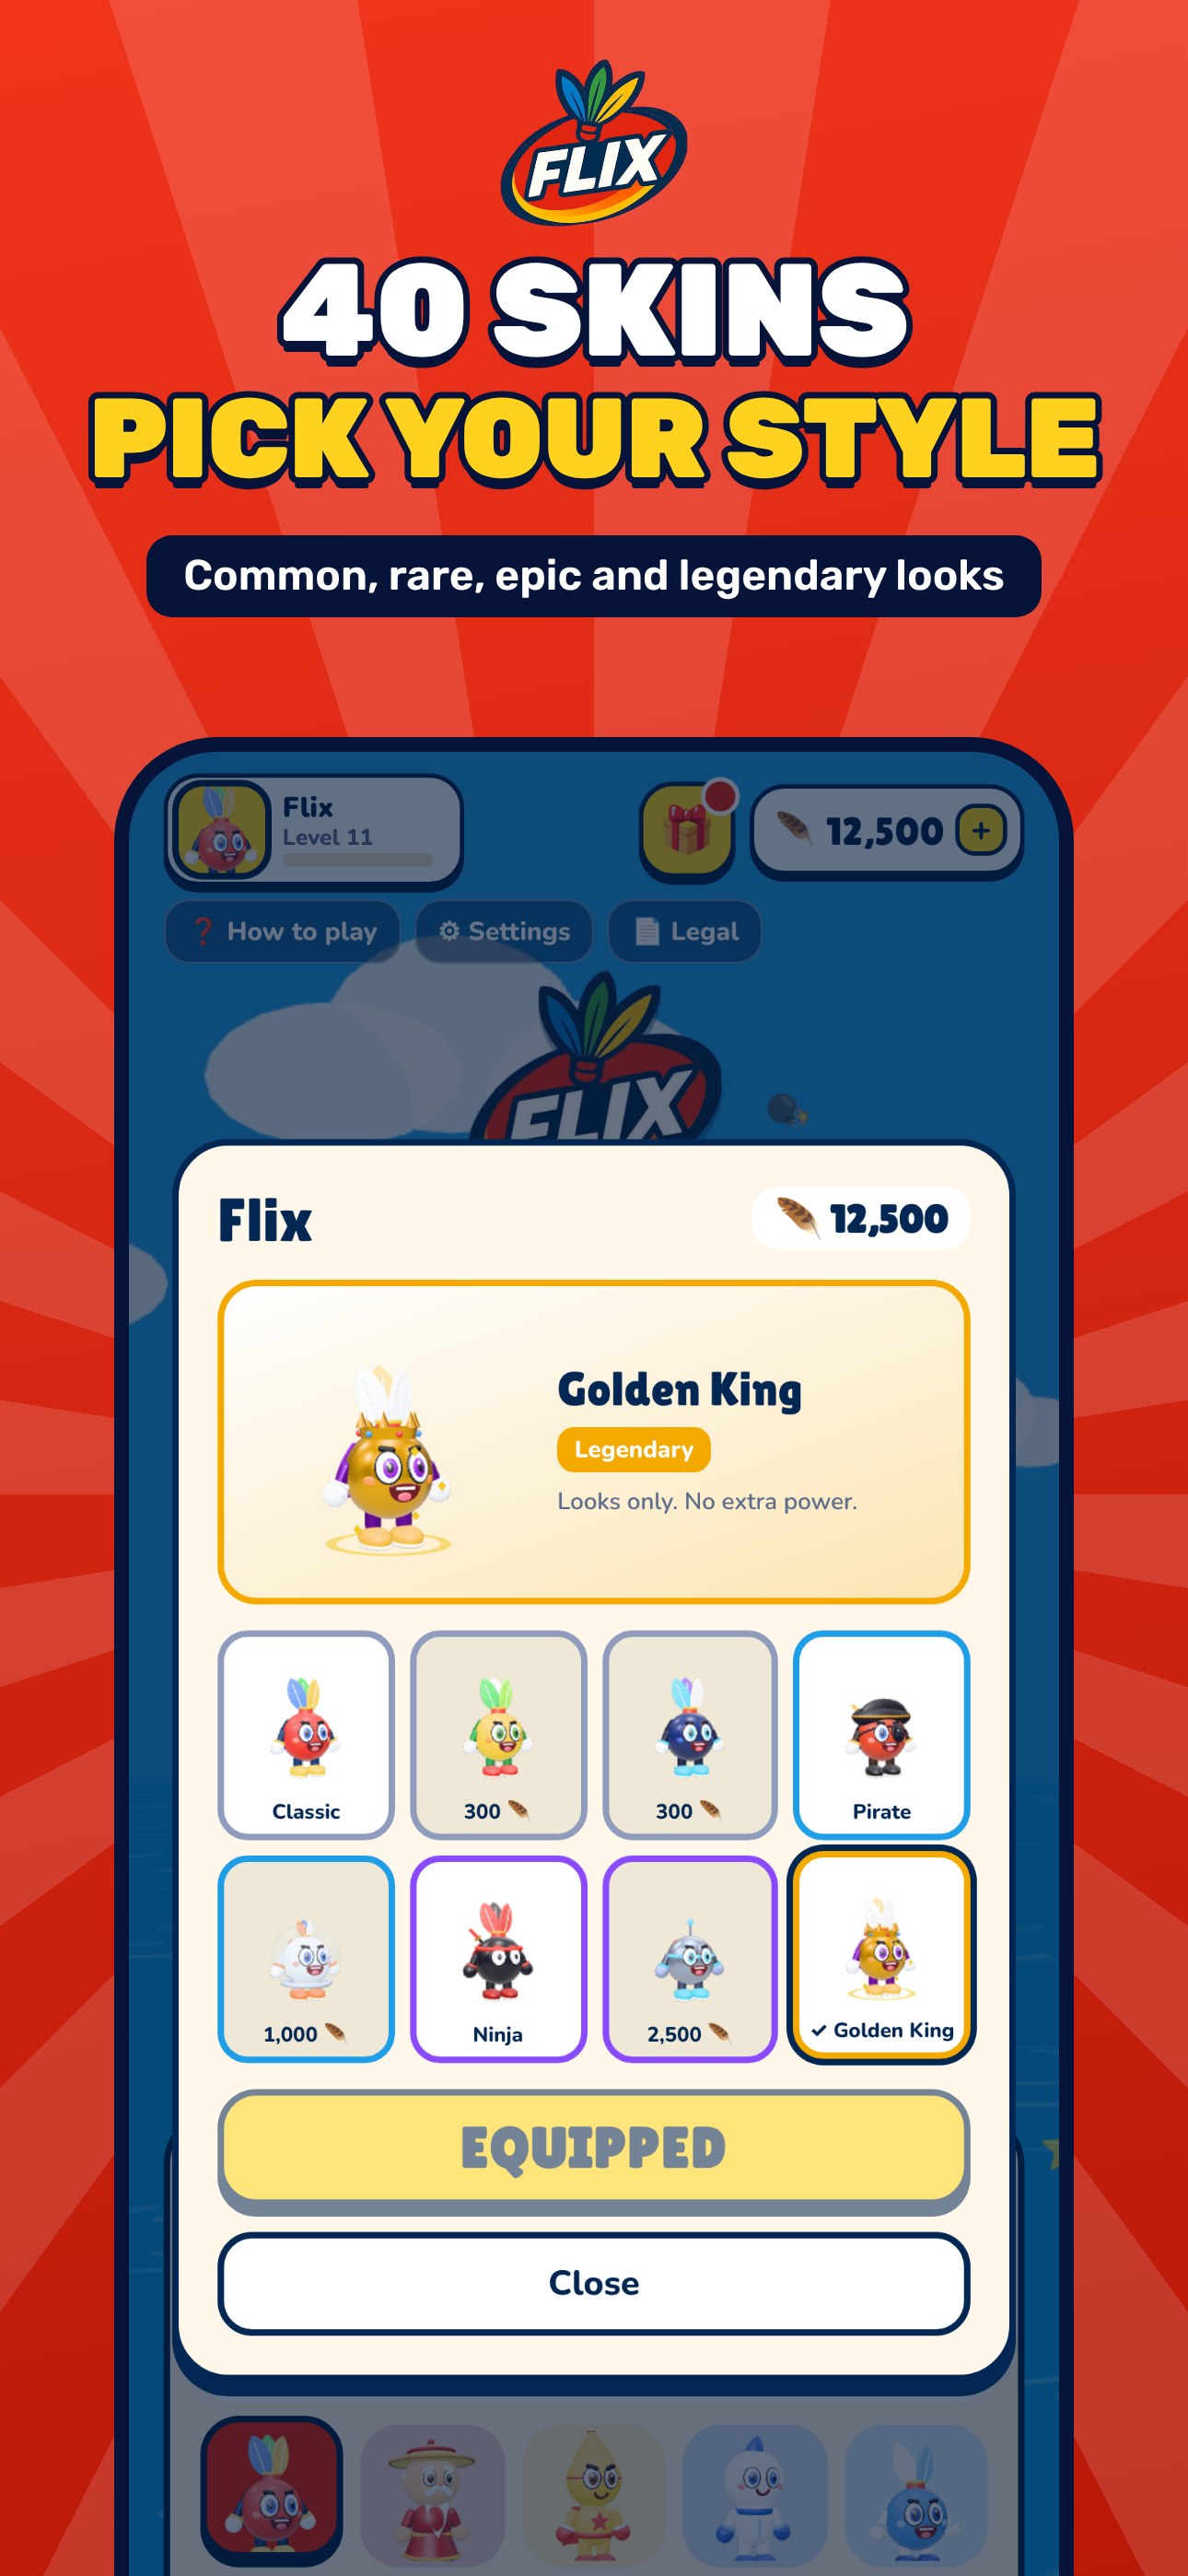 FLIX
40 SKINS
PICK YOUR STYLE
Common, rare, epic and legendary looks
Flix
Level 11
12,500 +
❓ How to play
⚙ Settings
📄 Legal
FLIX
Flix
12,500
Golden King
Legendary
Looks only. No extra power.
Classic
300
300
Pirate
1,000
Ninja
2,500
✓ Golden King
EQUIPPED
Close